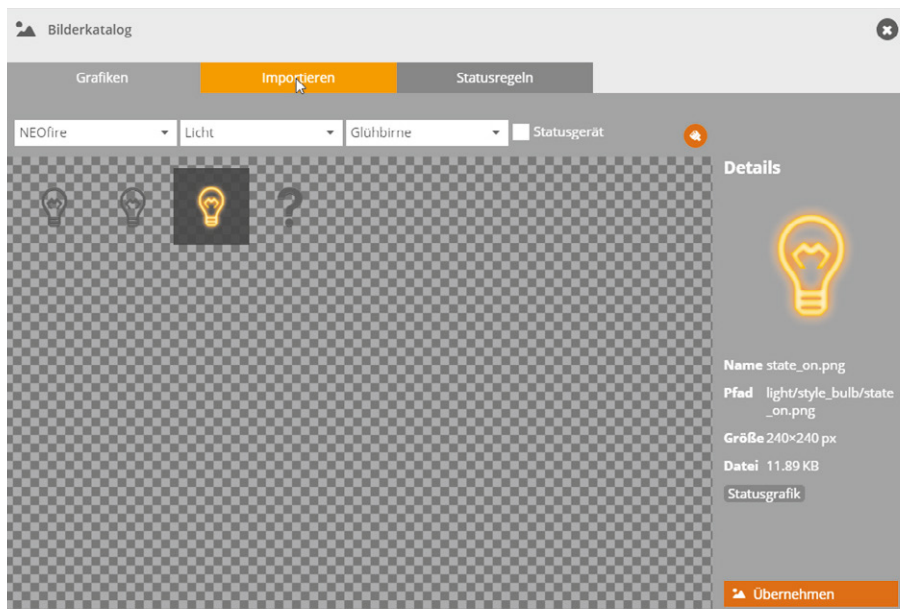 Bilderkatalog
Grafiken Importieren Statusregeln
NEOfire Licht Glühbirne Statusgerät
Details
Name state_on.png
Pfad light/style_bulb/state
_on.png
Größe 240×240 px
Datei 11.89 KB
Statusgrafik
Übernehmen